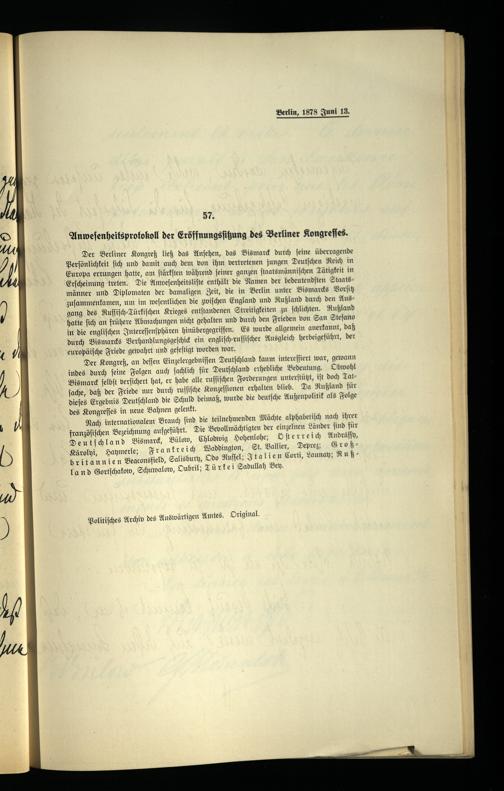 Berlin, 1878 Juni 13.
57.
Anwesenheitsprotokoll der Eröffnungssitzung des Berliner Kongresses.
Der Berliner Kongreß ließ das Ansehen, das Bismarck durch seine überragende
Persönlichkeit sich und damit auch dem von ihm vertretenen jungen Deutschen Reich in
Europa errungen hatte, am stärksten während seiner ganzen staatsmännischen Tätigkeit in
Erscheinung treten. Die Anwesenheitsliste enthält die Namen der bedeutendsten Staats-
männer und Diplomaten der damaligen Zeit, die in Berlin unter Bismarcks Vorsitz
zusammenkamen, um im wesentlichen die zwischen England und Rußland durch den Aus-
gang des Russisch-Türkischen Krieges entstandenen Streitigkeiten zu schlichten. Rußland
hatte sich an frühere Abmachungen nicht gehalten und durch den Frieden von San Stefano
in die englischen Interessensphären hinübergegriffen. Es wurde allgemein anerkannt, daß
durch Bismarcks Verhandlungsgeschick ein englisch-russischer Ausgleich herbeigeführt, der
europäische Friede gewahrt und gefestigt worden war.
Der Kongreß, an dessen Einzelergebnissen Deutschland kaum interessiert war, gewann
indes durch seine Folgen auch sachlich für Deutschland erhebliche Bedeutung. Obwohl
Bismarck selbst versichert hat, er habe alle russischen Forderungen unterstützt, ist doch Tat-
sache, daß der Friede nur durch russische Konzessionen erhalten blieb. Da Rußland für
dieses Ergebnis Deutschland die Schuld beimaß, wurde die deutsche Außenpolitik als Folge
des Kongresses in neue Bahnen gelenkt.
Nach internationalem Brauch sind die teilnehmenden Mächte alphabetisch nach ihrer
französischen Bezeichnung aufgeführt. Die Bevollmächtigten der einzelnen Länder sind für
Deutschland Bismarck, Bülow, Chlodwig Hohenlohe; Österreich Andrássy,
Károlyi, Haymerle; Frankreich Waddington, St. Vallier, Deprez; Groß-
britannien Beaconsfield, Salisbury, Odo Russel; Italien Corti, Launay; Ruß-
land Gortschakow, Schuwalow, Oubril; Türkei Sadullah Bey.
Politisches Archiv des Auswärtigen Amtes. Original.